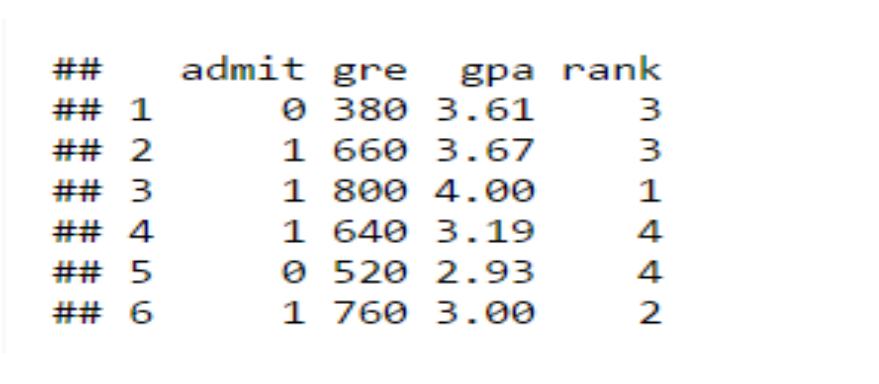 ##   admit gre  gpa rank
## 1     0 380 3.61    3
## 2     1 660 3.67    3
## 3     1 800 4.00    1
## 4     1 640 3.19    4
## 5     0 520 2.93    4
## 6     1 760 3.00    2